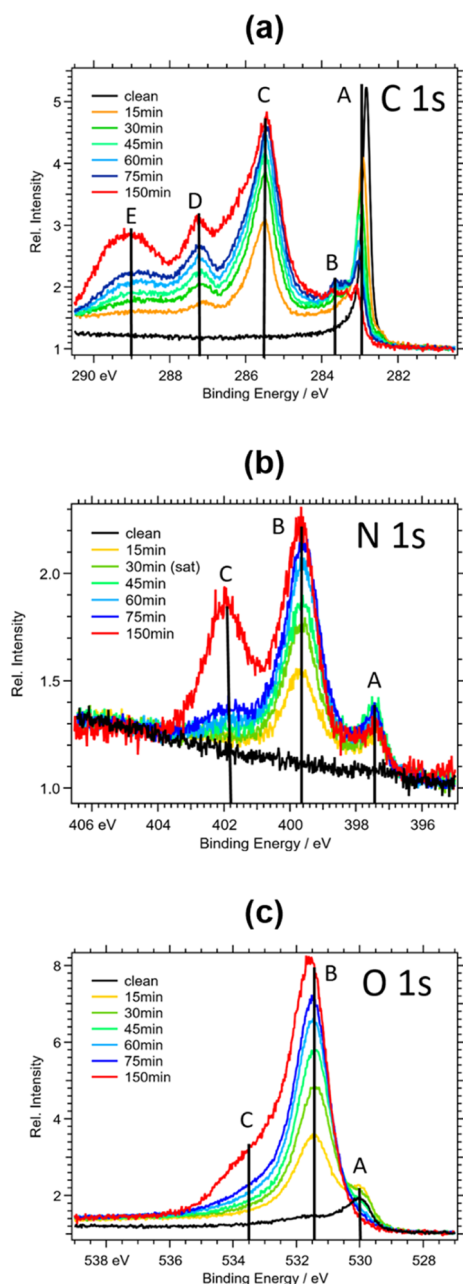 (a)
C 1s
clean
15min
30min
45min
60min
75min
150min
E
D
C
B
A
5
4
3
2
1
Rel. Intensity
290 eV
288
286
284
282
Binding Energy / eV
(b)
N 1s
clean
15min
30min (sat)
45min
60min
75min
150min
C
B
A
2.0
1.5
1.0
Rel. Intensity
406 eV
404
402
400
398
396
Binding Energy / eV
(c)
O 1s
clean
15min
30min
45min
60min
75min
150min
C
B
A
8
6
4
2
Rel. Intensity
538 eV
536
534
532
530
528
Binding Energy / eV